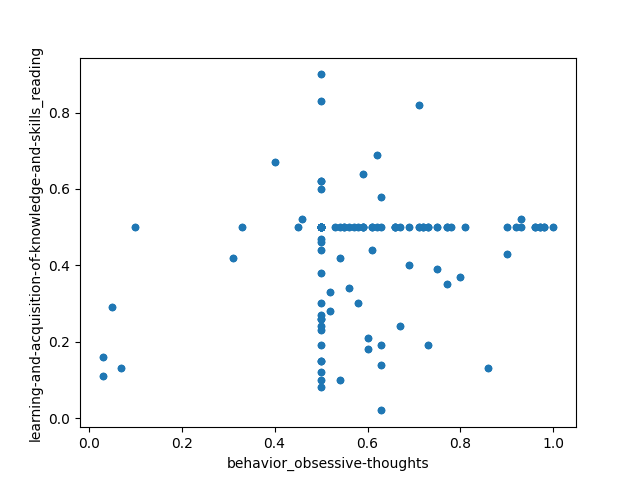 learning-and-acquisition-of-knowledge-and-skills_reading
0.8
0.6
0.4
0.2
0.0
0.0 0.2 0.4 0.6 0.8 1.0
behavior_obsessive-thoughts